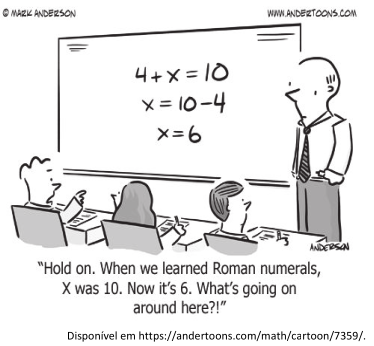 © MARK ANDERSON
WWW.ANDERTOONS.COM
4+x=10
x=10-4
x=6
ANDERSON
"Hold on. When we learned Roman numerals,
X was 10. Now it's 6. What's going on
around here?!"
Disponível em https://andertoons.com/math/cartoon/7359/.